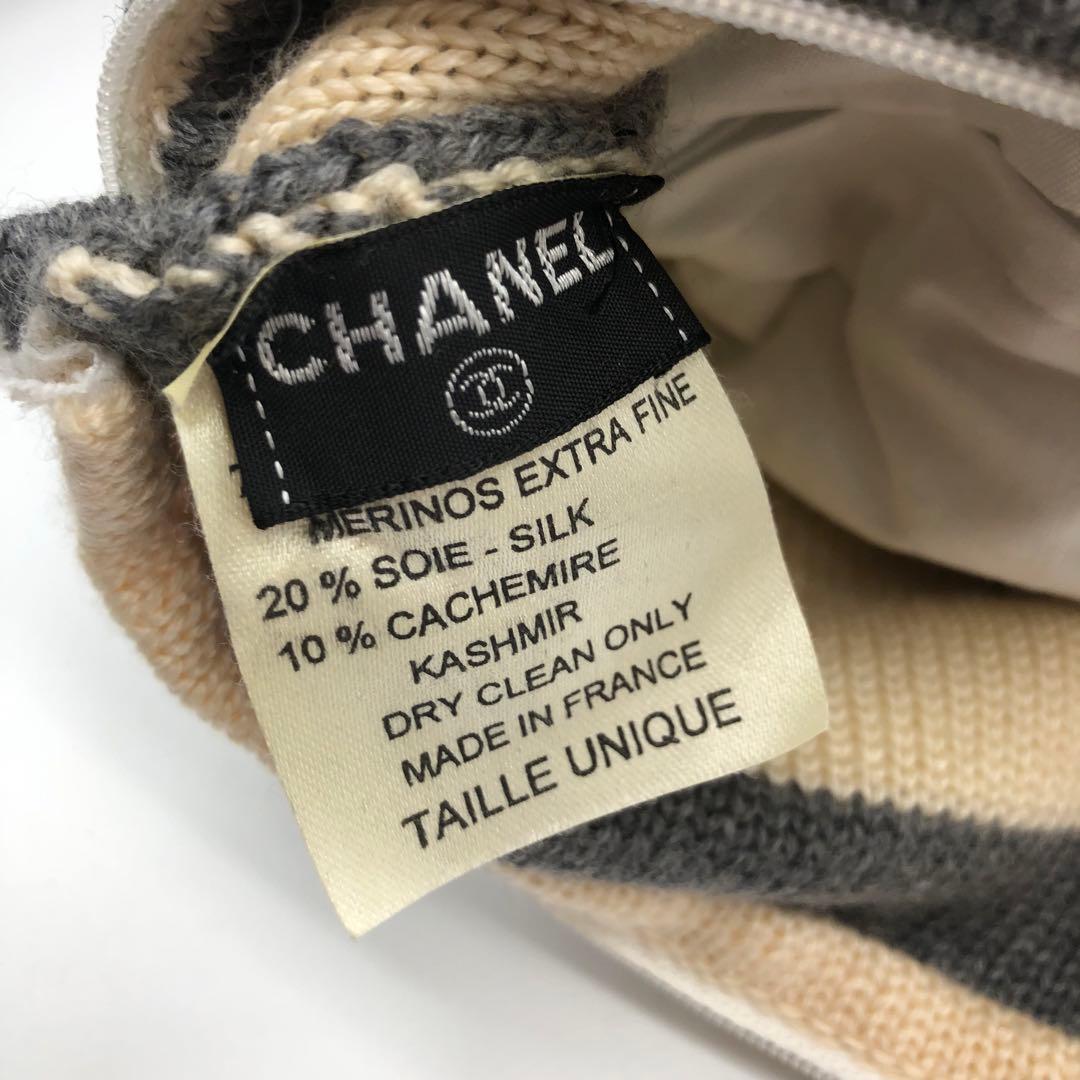 CHANEL
MERINOS EXTRA FINE
20 % SOIE - SILK
10 % CACHEMIRE
KASHMIR
DRY CLEAN ONLY
MADE IN FRANCE
TAILLE UNIQUE